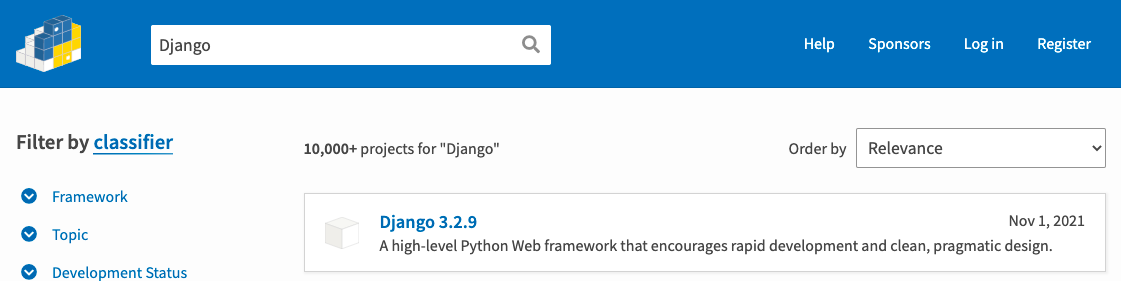 Django
Help Sponsors Log in Register
Filter by classifier
10,000+ projects for "Django"
Order by Relevance
Framework
Topic
Development Status
Django 3.2.9
Nov 1, 2021
A high-level Python Web framework that encourages rapid development and clean, pragmatic design.